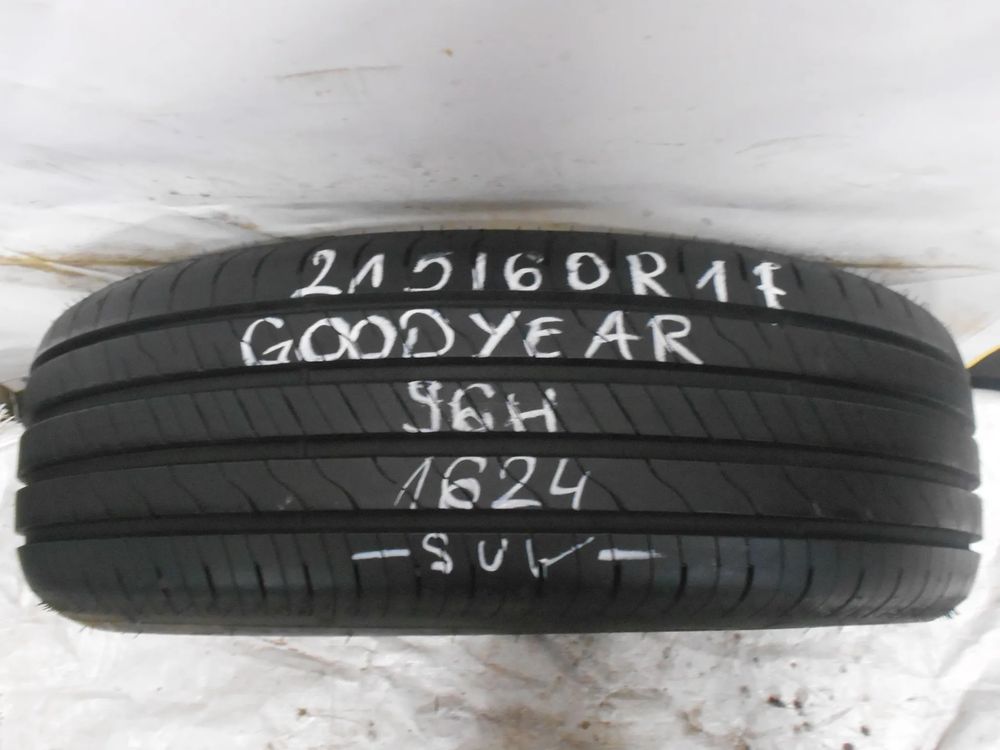 215/60R17
GOODYEAR
96H
1624
- SUV -